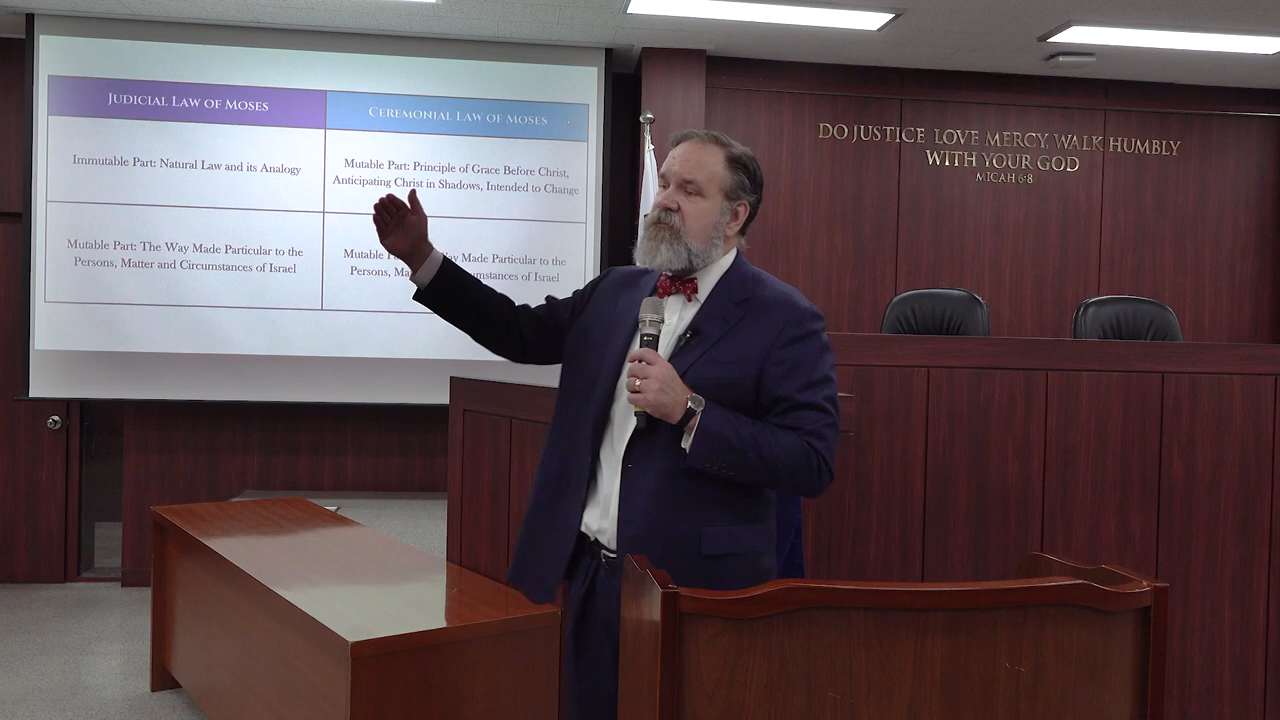 JUDICIAL LAW OF MOSES
CEREMONIAL LAW OF MOSES
Immutable Part: Natural Law and its Analogy
Mutable Part: Principle of Grace Before Christ,
Anticipating Christ in Shadows, Intended to Change
Mutable Part: The Way Made Particular to the
Persons, Matter and Circumstances of Israel
Mutable Way Made Particular to the
Persons, Ma umstances of Israel
DO JUSTICE, LOVE MERCY, WALK HUMBLY
WITH YOUR GOD
MICAH 6:8